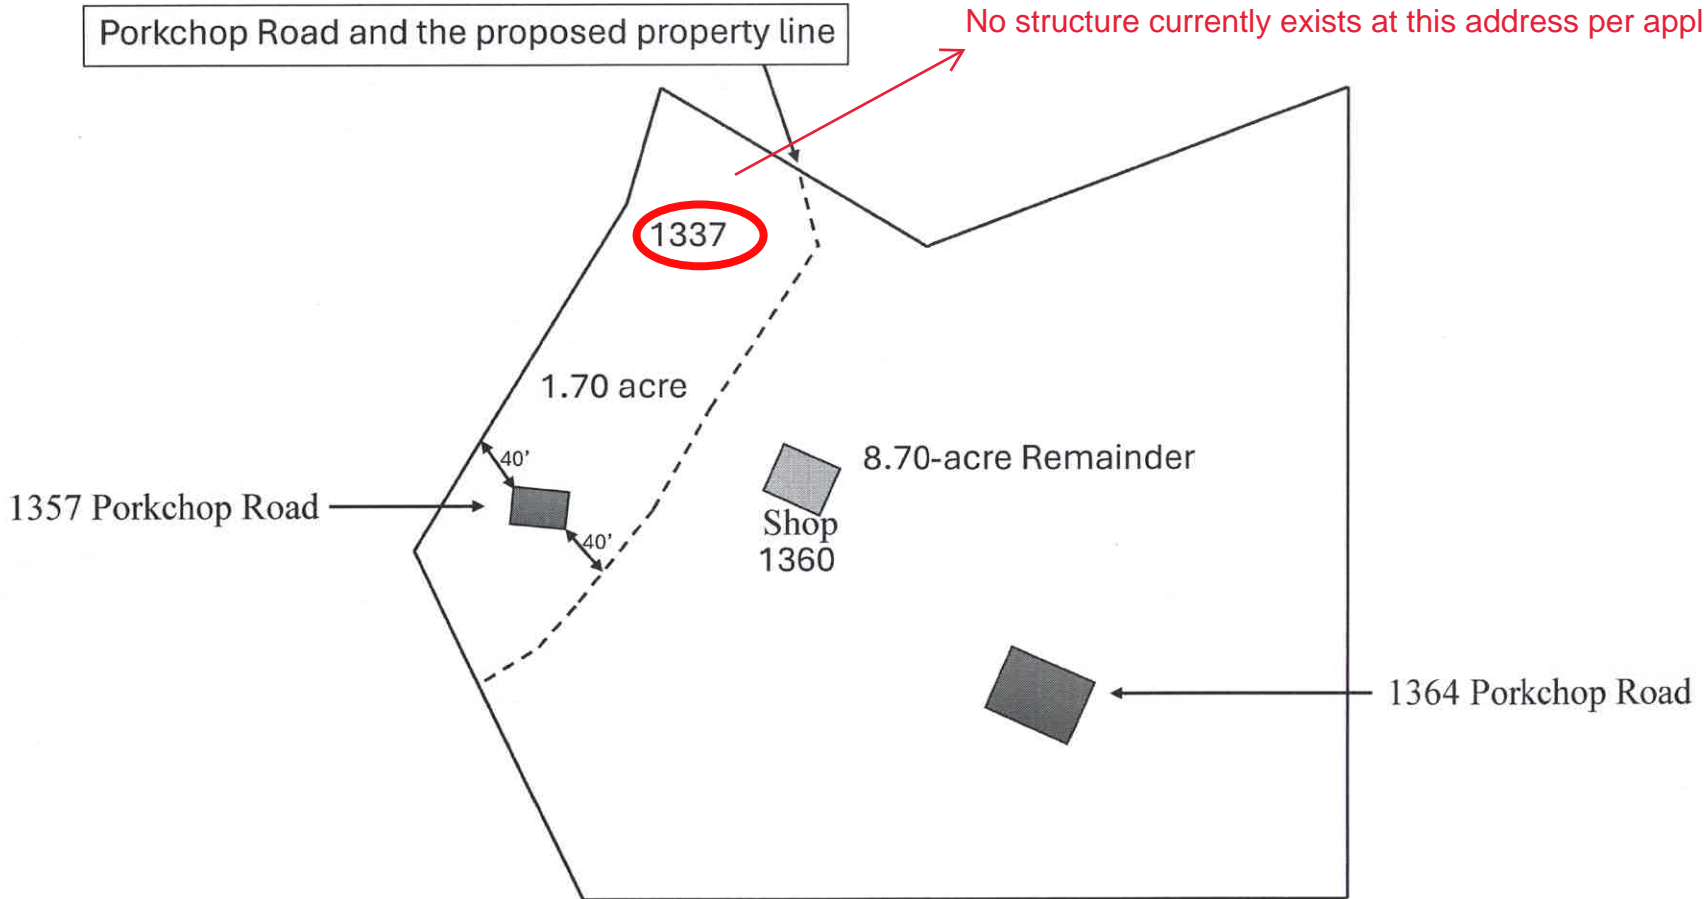 Porkchop Road and the proposed property line
No structure currently exists at this address per appl
1337
1.70 acre
40'
1357 Porkchop Road
40'
8.70-acre Remainder
Shop
1360
1364 Porkchop Road